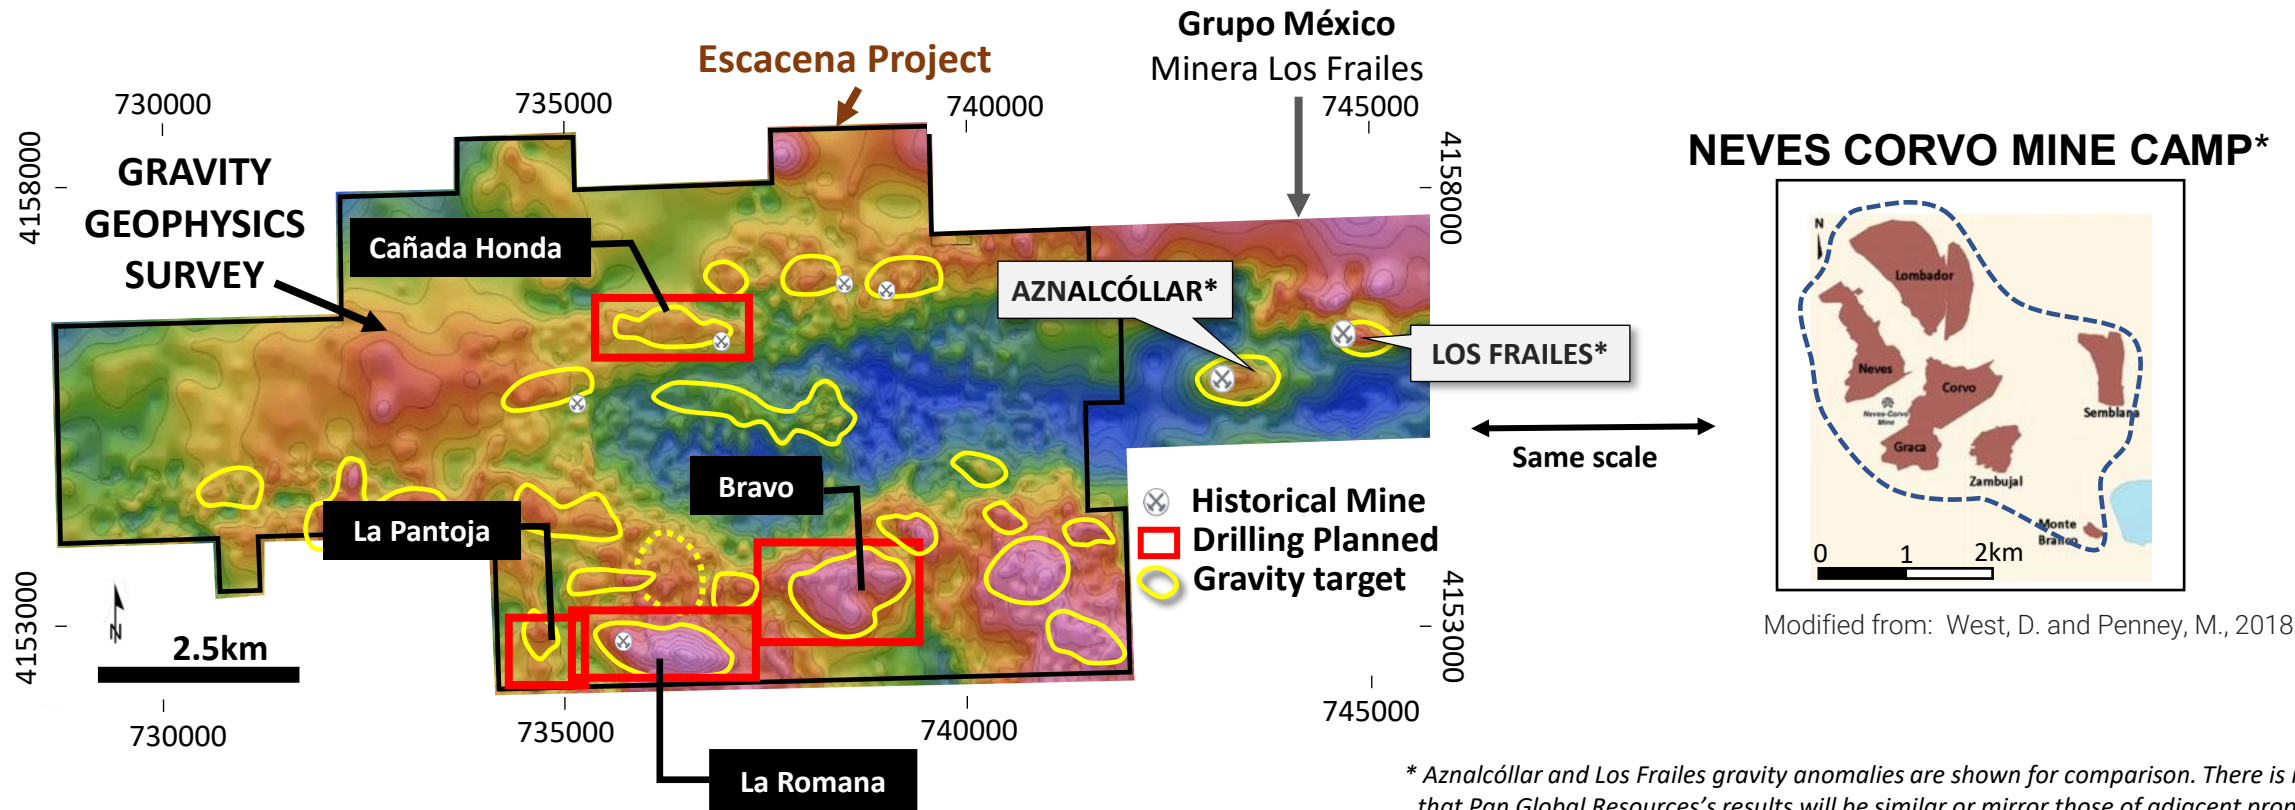 Grupo México
Minera Los Frailes
Escacena Project
730000
735000
740000
745000
4158000
4158000
GRAVITY
GEOPHYSICS
SURVEY
Cañada Honda
AZNALCÓLLAR*
LOS FRAILES*
Bravo
La Pantoja
La Romana
Historical Mine
Drilling Planned
Gravity target
4153000
4153000
N
2.5km
730000
735000
740000
745000
Same scale
NEVES CORVO MINE CAMP*
N
Lombador
Neves
Corvo
Neves-Corvo
Mine
Semblana
Graca
Zambujal
Monte
Branco
0 1 2km
Modified from: West, D. and Penney, M., 2018
* Aznalcóllar and Los Frailes gravity anomalies are shown for comparison. There is
that Pan Global Resources's results will be similar or mirror those of adjacent